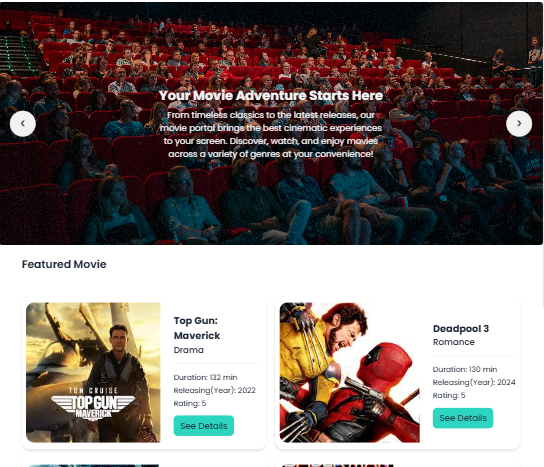 Your Movie Adventure Starts Here
From timeless classics to the latest releases, our
movie portal brings the best cinematic experiences
to your screen. Discover, watch, and enjoy movies
across a variety of genres at your convenience!
Featured Movie
Top Gun:
Maverick
Drama
Duration: 132 min
Releasing(Year): 2022
Rating: 5
See Details
TOM CRUISE
TOP GUN
MAVERICK
Deadpool 3
Romance
Duration: 130 min
Releasing(Year): 2024
Rating: 5
See Details